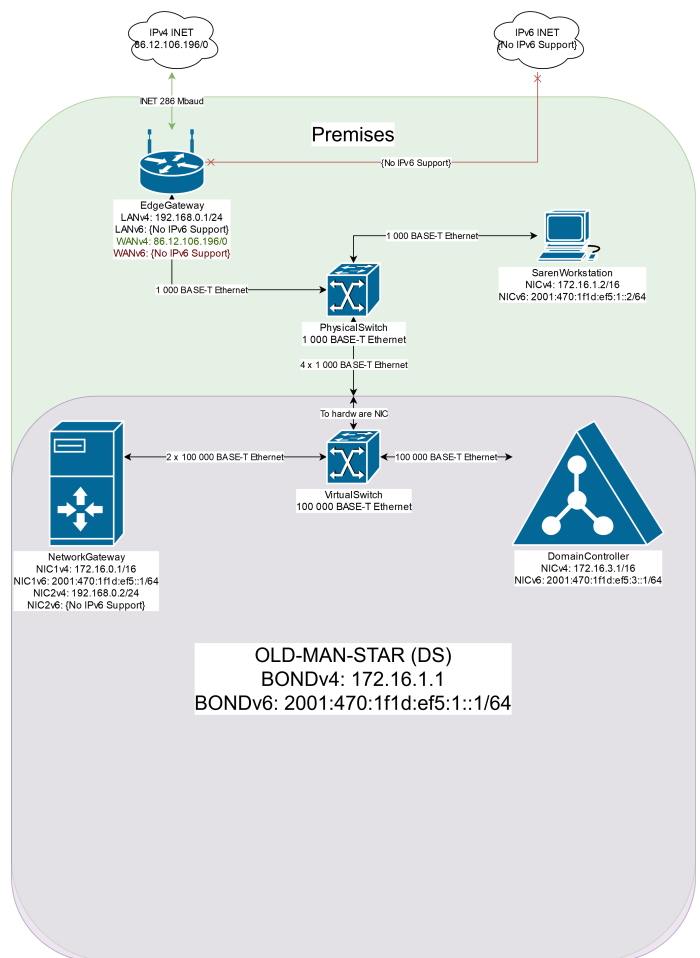 IPv4 INET
86.12.106.196/0
IPv6 INET
{No IPv6 Support}
INET 286 Mbaud
Premises
{No IPv6 Support}
EdgeGateway
LANv4: 192.168.0.1/24
LANv6: {No IPv6 Support}
WANv4: 86.12.106.196/0
WANv6: {No IPv6 Support}
1 000 BASE-T Ethernet
SarenWorkstation
NICv4: 172.16.1.2/16
NICv6: 2001:470:1f1d:ef5:1::2/64
1 000 BASE-T Ethernet
PhysicalSwitch
1 000 BASE-T Ethernet
4 x 1 000 BASE-T Ethernet
To hardware NIC
2 x 100 000 BASE-T Ethernet
100 000 BASE-T Ethernet
VirtualSwitch
100 000 BASE-T Ethernet
NetworkGateway
NIC1v4: 172.16.0.1/16
NIC1v6: 2001:470:1f1d:ef5::1/64
NIC2v4: 192.168.0.2/24
NIC2v6: {No IPv6 Support}
DomainController
NICv4: 172.16.3.1/16
NICv6: 2001:470:1f1d:ef5:3::1/64
OLD-MAN-STAR (DS)
BONDv4: 172.16.1.1
BONDv6: 2001:470:1f1d:ef5:1::1/64